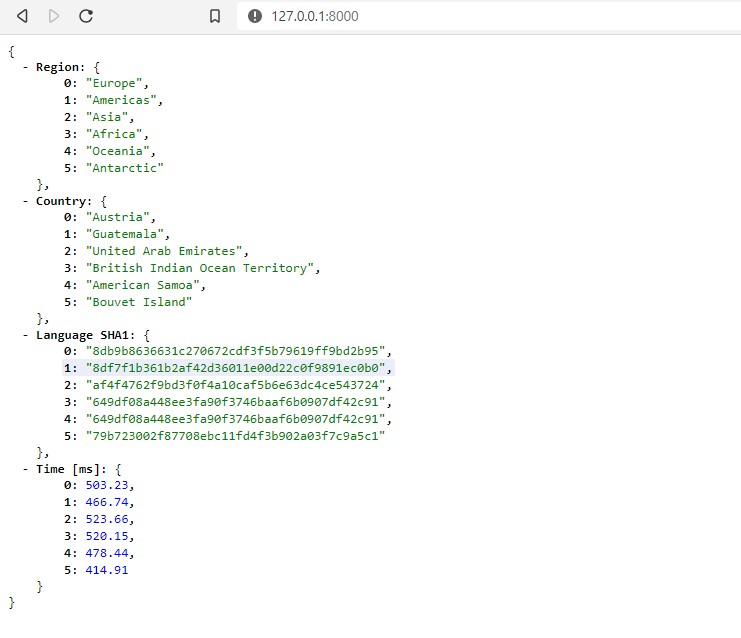 127.0.0.1:8000
{
- Region: {
0: "Europe",
1: "Americas",
2: "Asia",
3: "Africa",
4: "Oceania",
5: "Antarctic"
},
- Country: {
0: "Austria",
1: "Guatemala",
2: "United Arab Emirates",
3: "British Indian Ocean Territory",
4: "American Samoa",
5: "Bouvet Island"
},
- Language SHA1: {
0: "8db9b8636631c270672cdf3f5b79619ff9bd2b95",
1: "8df7f1b361b2af42d36011e00d22c0f9891ec0b0",
2: "af4f4762f9bd3f0f4a10caf5b6e63dc4ce543724",
3: "649df08a448ee3fa90f3746baaf6b0907df42c91",
4: "649df08a448ee3fa90f3746baaf6b0907df42c91",
5: "79b723002f87708ebc11fd4f3b902a03f7c9a5c1"
},
- Time [ms]: {
0: 503.23,
1: 466.74,
2: 523.66,
3: 520.15,
4: 478.44,
5: 414.91
}
}